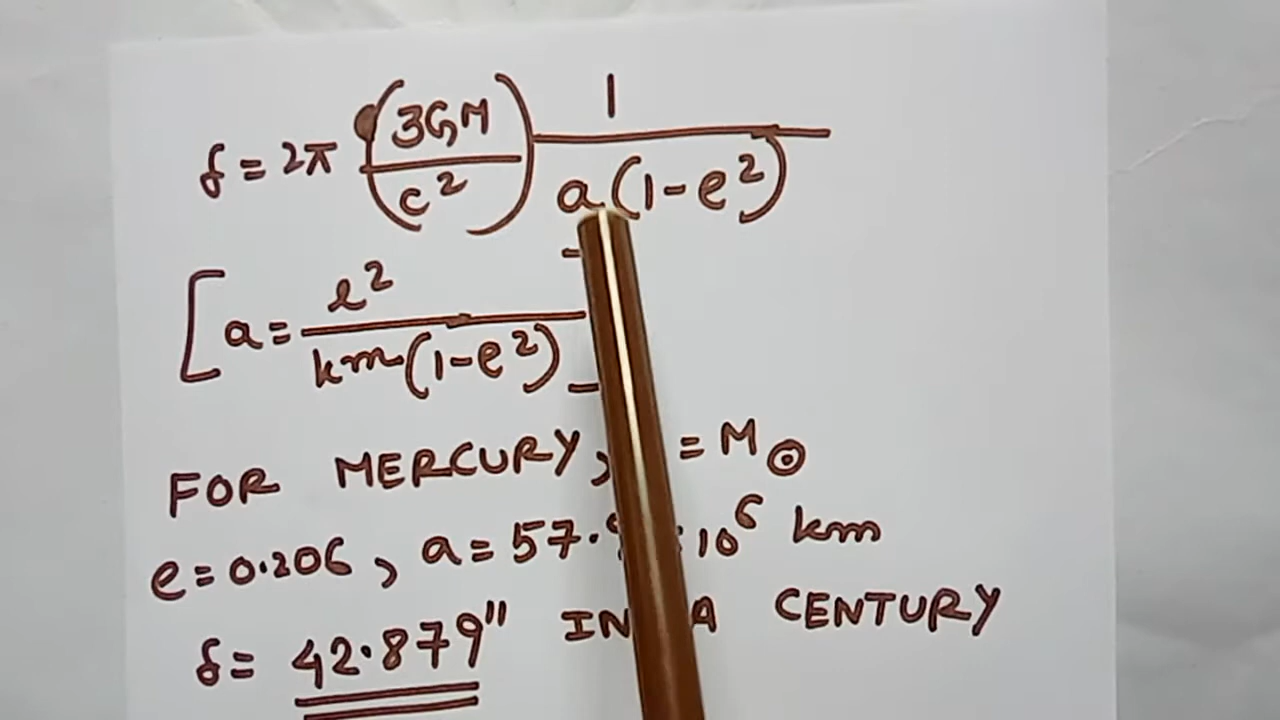 δ = 2π (3GM / c²) 1 / a(1-e²)
[a = l² / km(1-e²)]
FOR MERCURY, = M☉
e = 0.206, a = 57. 10⁶ km
δ = 42.879" IN A CENTURY